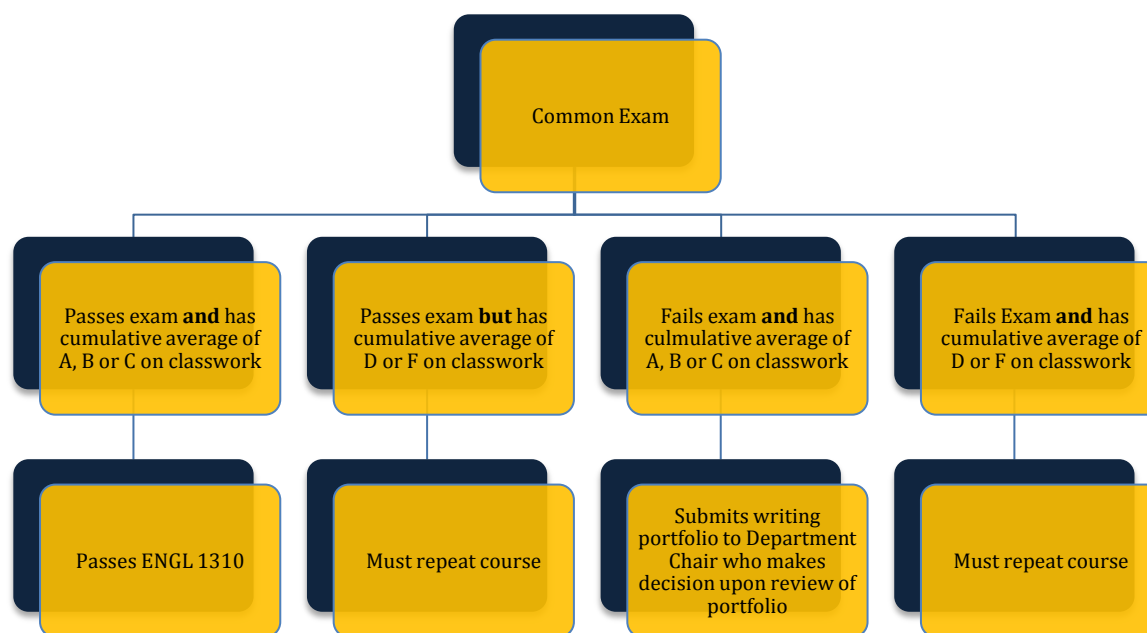 Common Exam
Passes exam and has
cumulative average of
A, B or C on classwork
Passes exam but has
cumulative average of
D or F on classwork
Fails exam and has
culmulative average of
A, B or C on classwork
Fails Exam and has
cumulative average of
D or F on classwork
Passes ENGL 1310
Must repeat course
Submits writing
portfolio to Department
Chair who makes
decision upon review of
portfolio
Must repeat course